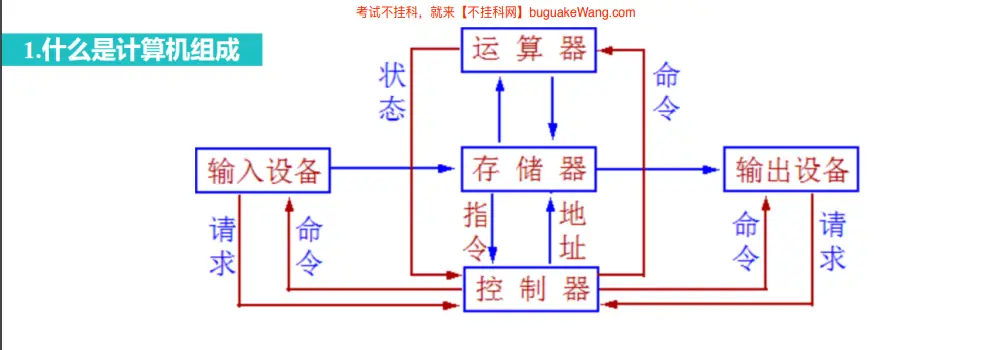 考试不挂科，就来【不挂科网】buguakeWang.com
1.什么是计算机组成
运算器
状态
命令
输入设备
存储器
输出设备
请求
命令
指令
地址
命令
请求
控制器